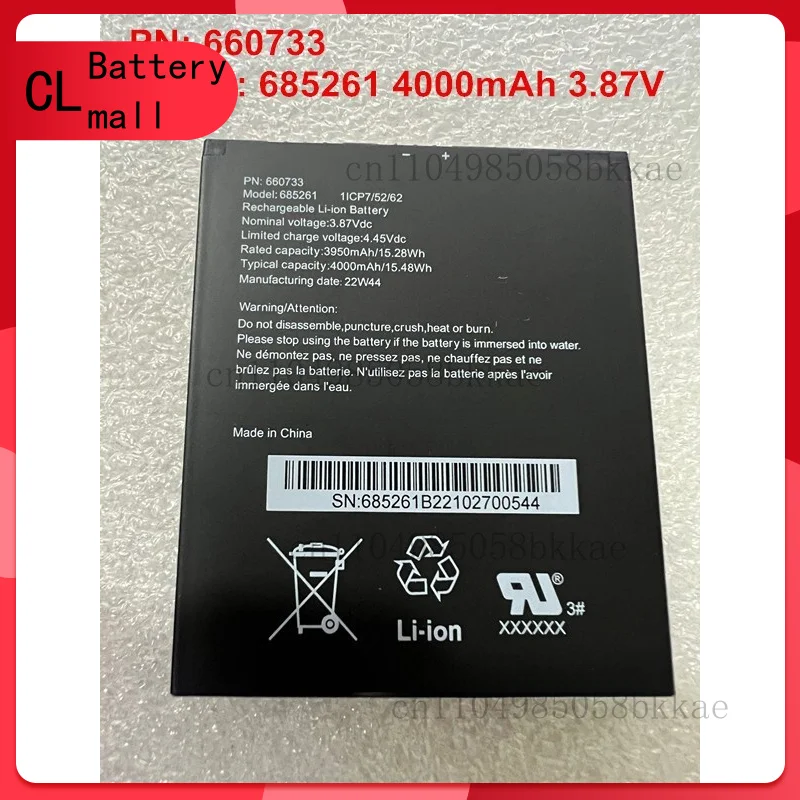 PN: 660733
: 685261 4000mAh 3.87V
CL Battery mall
cn1104985058bkkae
- +
PN: 660733
Model: 685261 1ICP7/52/62
Rechargeable Li-ion Battery
Nominal voltage:3.87Vdc
Limited charge voltage:4.45Vdc
Rated capacity:3950mAh/15.28Wh
Typical capacity:4000mAh/15.48Wh
Manufacturing date: 22W44
Warning/Attention:
Do not disassemble,puncture,crush,heat or burn.
Please stop using the battery if the battery is immersed into water.
Ne démontez pas, ne pressez pas, ne chauffez pas et ne
brûlez pas la batterie. N'utilisez pas la batterie après l'avoir
immergée dans l'eau.
cn1104985058bkkae
Made in China
SN:685261B22102700544
cn1104985058bkkae
Li-ion
RU® 3#
XXXXXX
cn1104985058bkkae